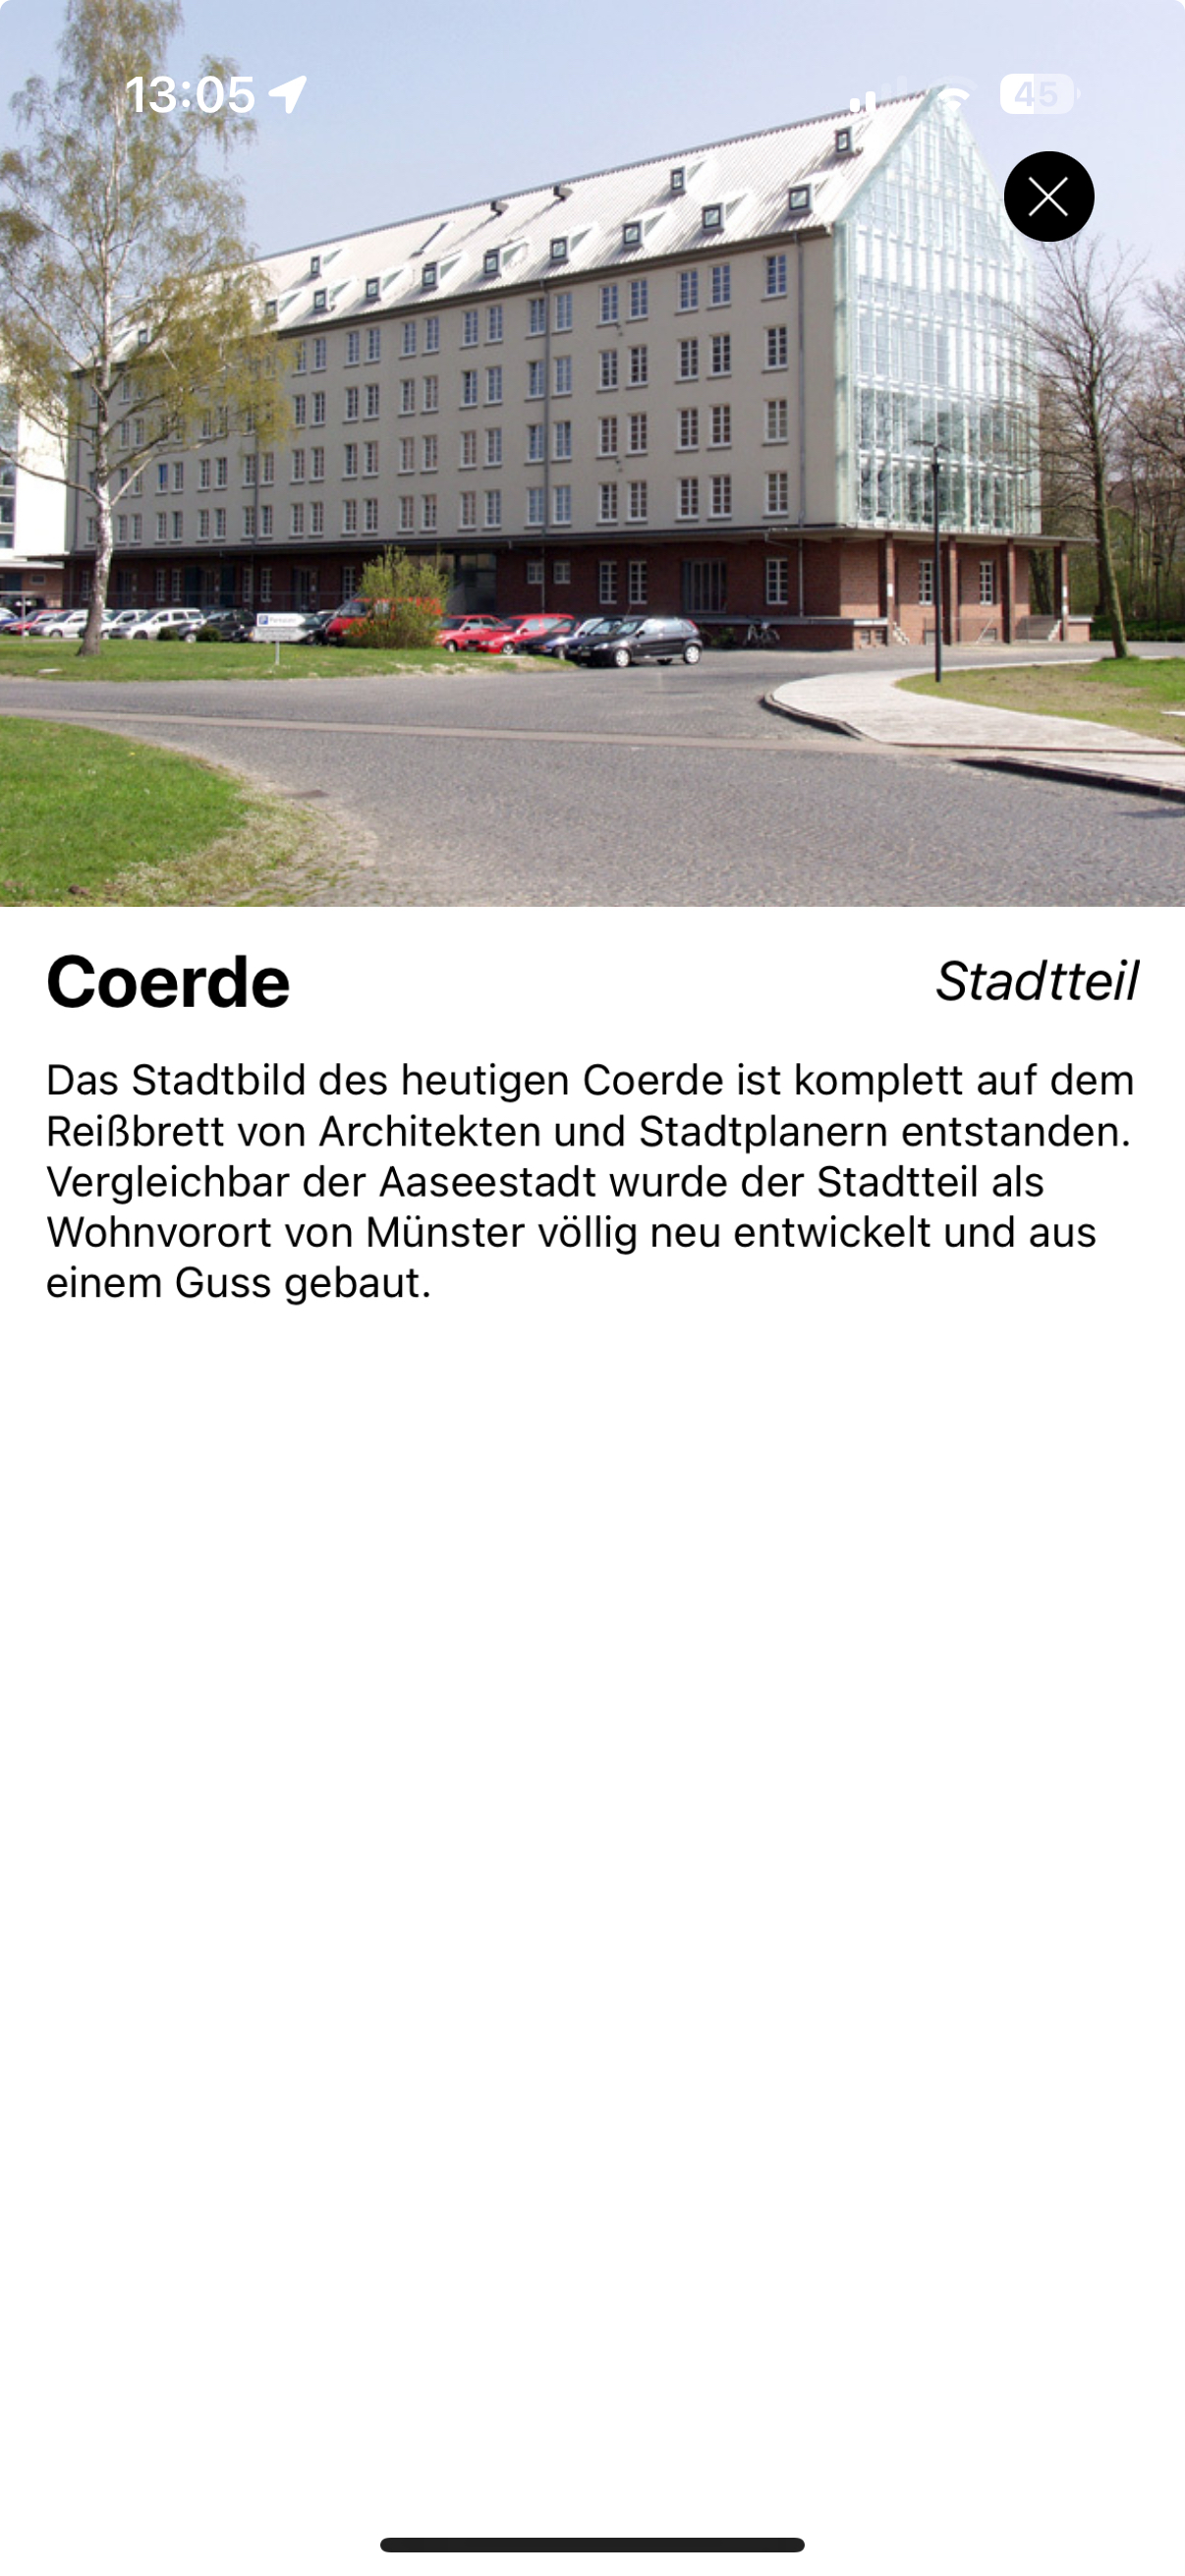 13:05
45
Coerde
Stadtteil
Das Stadtbild des heutigen Coerde ist komplett auf dem
Reißbrett von Architekten und Stadtplanern entstanden.
Vergleichbar der Aaseestadt wurde der Stadtteil als
Wohnvorort von Münster völlig neu entwickelt und aus
einem Guss gebaut.